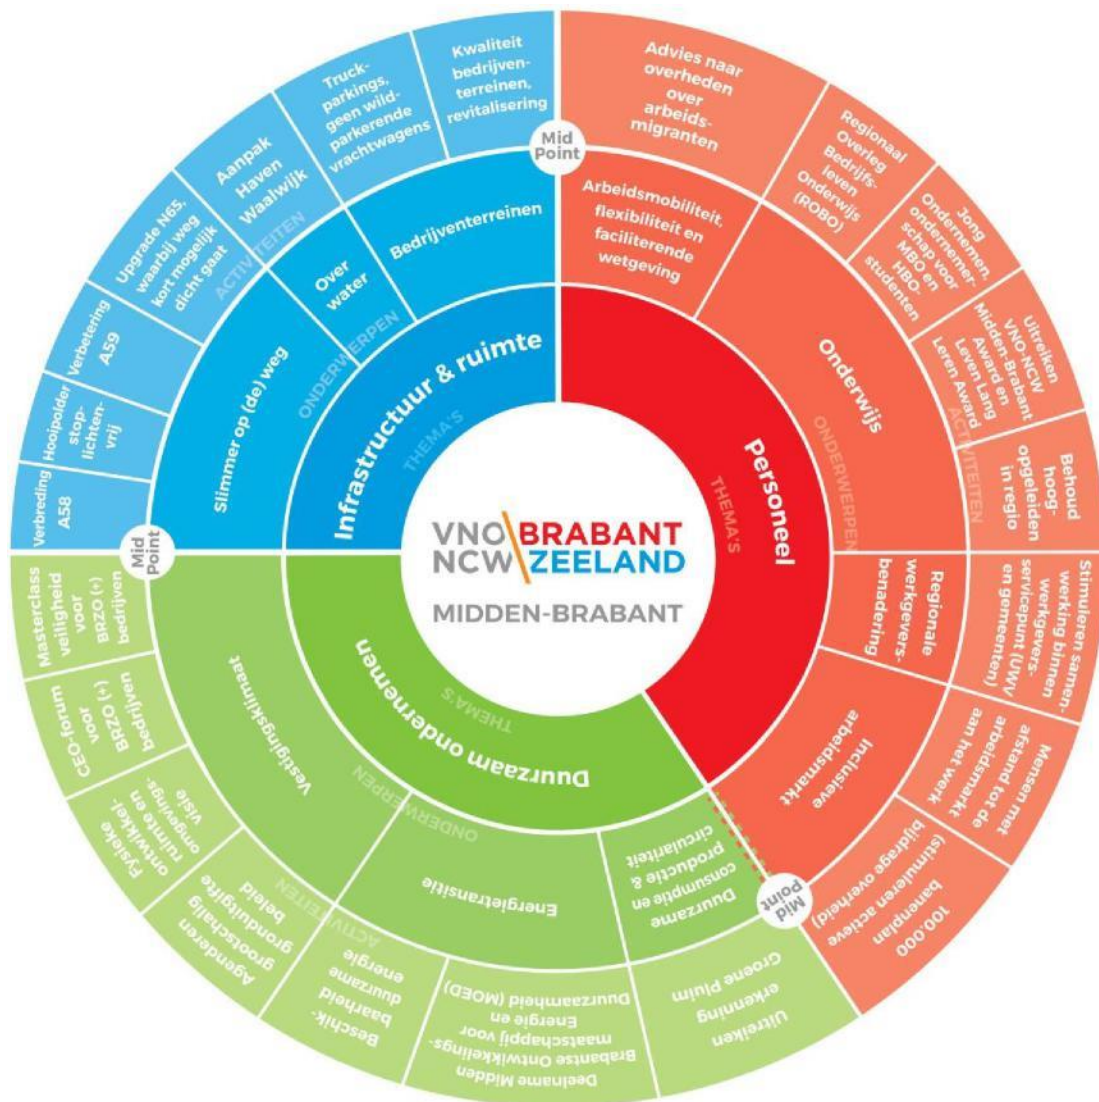 VNO BRABANT
NCW ZEELAND
MIDDEN-BRABANT
Personeel
THEMA'S
ONDERWERPEN
ACTIVITEITEN
Arbeidsmobiliteit,
flexibiliteit en
faciliterende
wetgeving
Onderwijs
Regionale
werkgevers-
benadering
Inclusieve
arbeidsmarkt
Advies naar
overheden
over
arbeids-
migranten
Regionaal
Overleg
Bedrijfs-
leven
Onderwijs
(ROBO)
Jong
Ondernemen,
ondernemer-
schap voor
MBO en
HBO-
studenten
Uitreiken
VNO-NCW
Midden-Brabant
Award en
Leven Lang
Leren Award
Behoud
hoog-
opgeleiden
in regio
Stimuleren samen-
werking binnen
werkgevers-
servicepunt (UWV
en gemeenten)
Mensen met
afstand tot de
arbeidsmarkt
aan het werk
100.000
banenplan
(stimuleren actieve
bijdrage overheid)
Mid
Point
Duurzaam ondernemen
THEMA'S
ONDERWERPEN
ACTIVITEITEN
Duurzame
consumptie en
productie &
circulariteit
Energietransitie
Vestigingsklimaat
Uitreiken
erkenning
Groene Pluim
Deelname Midden
Brabantse Ontwikkelings-
maatschappij voor
Energie en
Duurzaamheid (MOED)
Beschik-
baarheid
duurzame
energie
Agenderen
grootschalig
gronduitgifte
beleid
Fysieke
ontwikkel-
ruimte en
omgevings-
visie
CEO-forum
voor
BRZO (+)
bedrijven
Masterclass
veiligheid
voor
BRZO (+)
bedrijven
Mid
Point
Infrastructuur & ruimte
THEMA'S
ONDERWERPEN
ACTIVITEITEN
Slimmer op (de) weg
Over
water
Bedrijventerreinen
Verbreding
A58
Hooipolder
stop-
lichten-
vrij
Verbetering
A59
Upgrade N65,
waarbij weg
kort mogelijk
dicht gaat
Aanpak
Haven
Waalwijk
Truck-
parkings,
geen wild-
parkerende
vrachtwagens
Kwaliteit
bedrijven-
terreinen,
revitalisering
Mid
Point